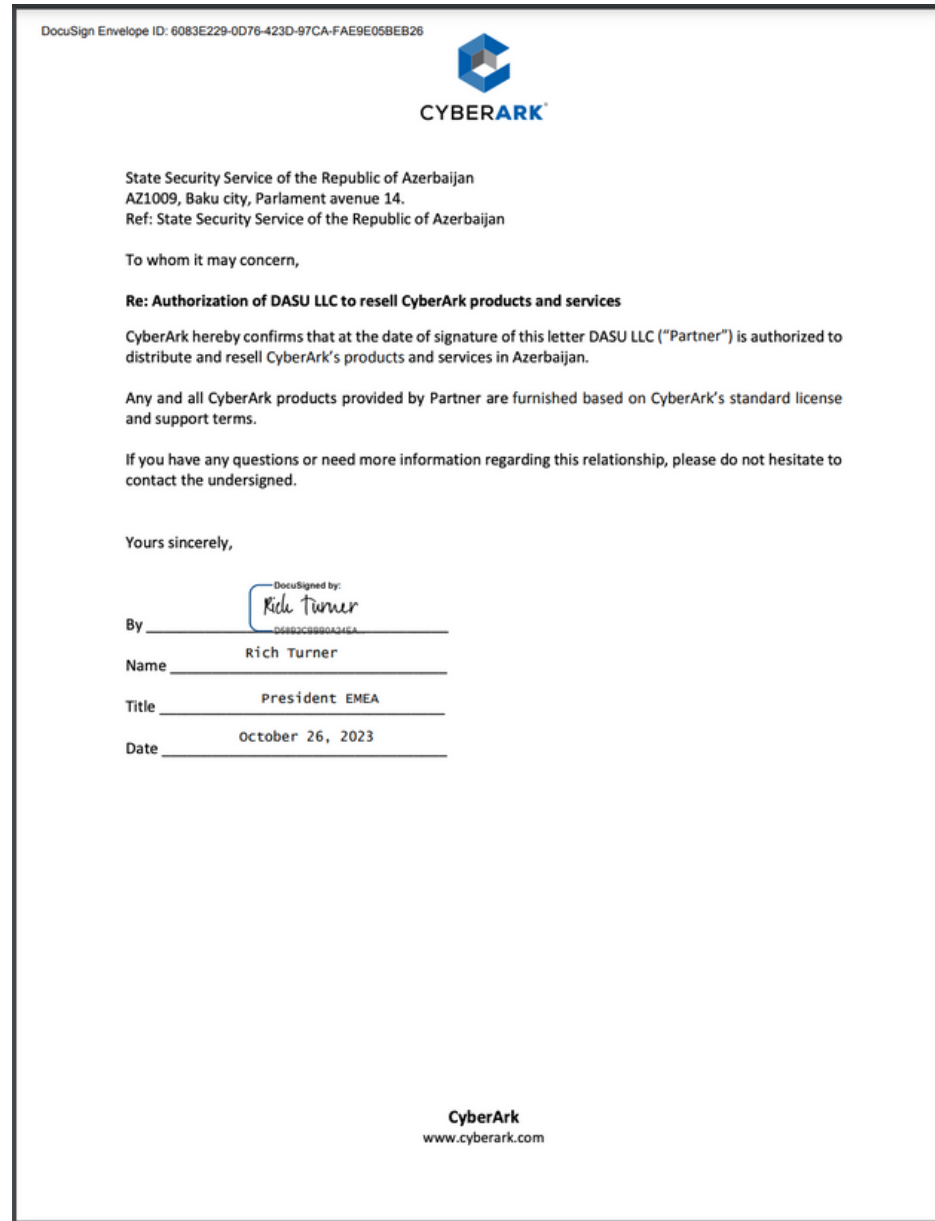 DocuSign Envelope ID: 6083E229-0D76-423D-97CA-FAE9E05BEB26
CYBERARK®
State Security Service of the Republic of Azerbaijan
AZ1009, Baku city, Parlament avenue 14.
Ref: State Security Service of the Republic of Azerbaijan
To whom it may concern,
Re: Authorization of DASU LLC to resell CyberArk products and services
CyberArk hereby confirms that at the date of signature of this letter DASU LLC (“Partner”) is authorized to
distribute and resell CyberArk’s products and services in Azerbaijan.
Any and all CyberArk products provided by Partner are furnished based on CyberArk’s standard license
and support terms.
If you have any questions or need more information regarding this relationship, please do not hesitate to
contact the undersigned.
Yours sincerely,
DocuSigned by:
Rich Turner
By
Name Rich Turner
Title President EMEA
Date October 26, 2023
CyberArk
www.cyberark.com